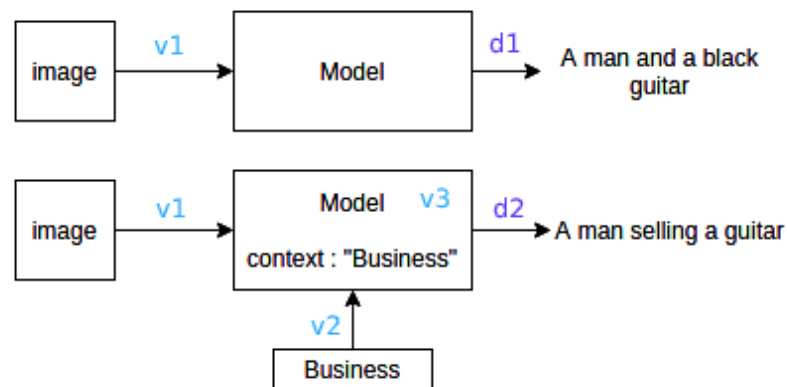 image
v1
Model
d1
A man and a black
guitar
image
v1
Model
v3
context : "Business"
d2
A man selling a guitar
v2
Business